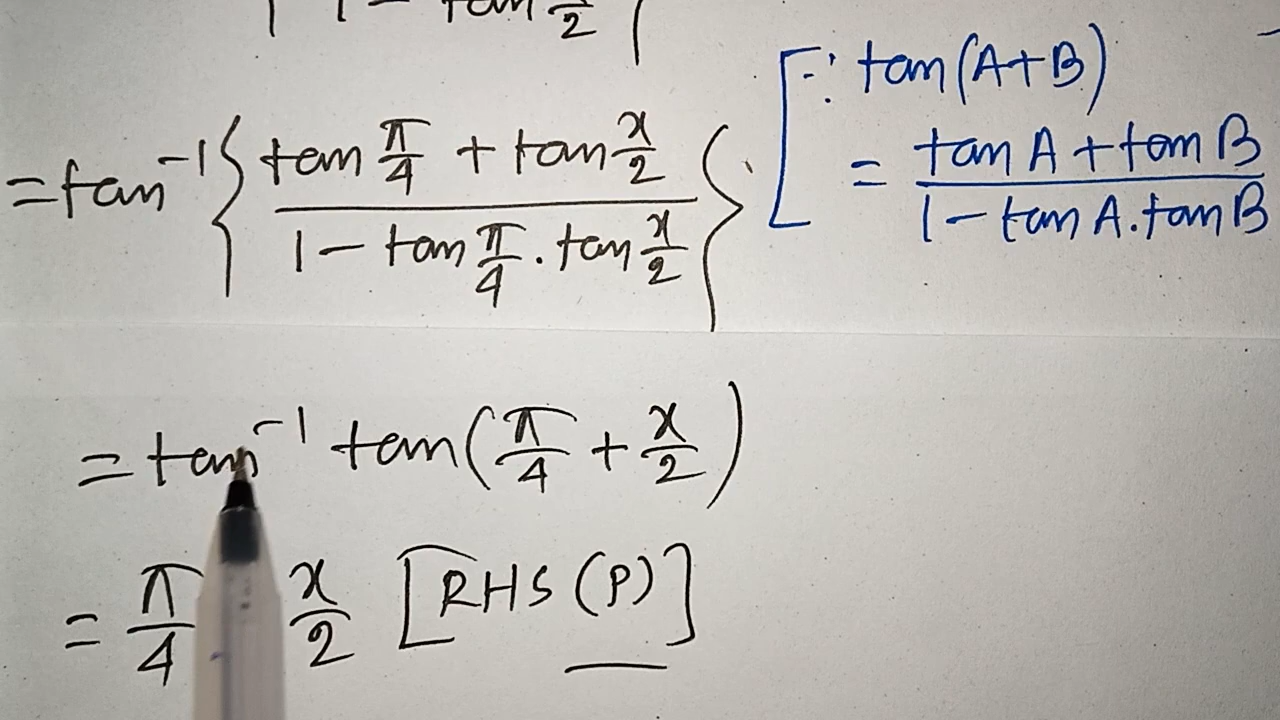 1 - tan x/2
= tan⁻¹ { (tan π/4 + tan x/2) / (1 - tan π/4 . tan x/2) }
[∵ tan(A+B)
= (tan A + tan B) / (1 - tan A . tan B)
= tan⁻¹ tan(π/4 + x/2)
= π/4 x/2 [RHS (P)]